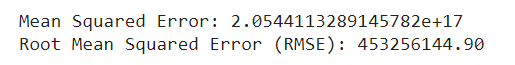 Mean Squared Error: 2.0544113289145782e+17
Root Mean Squared Error (RMSE): 453256144.90